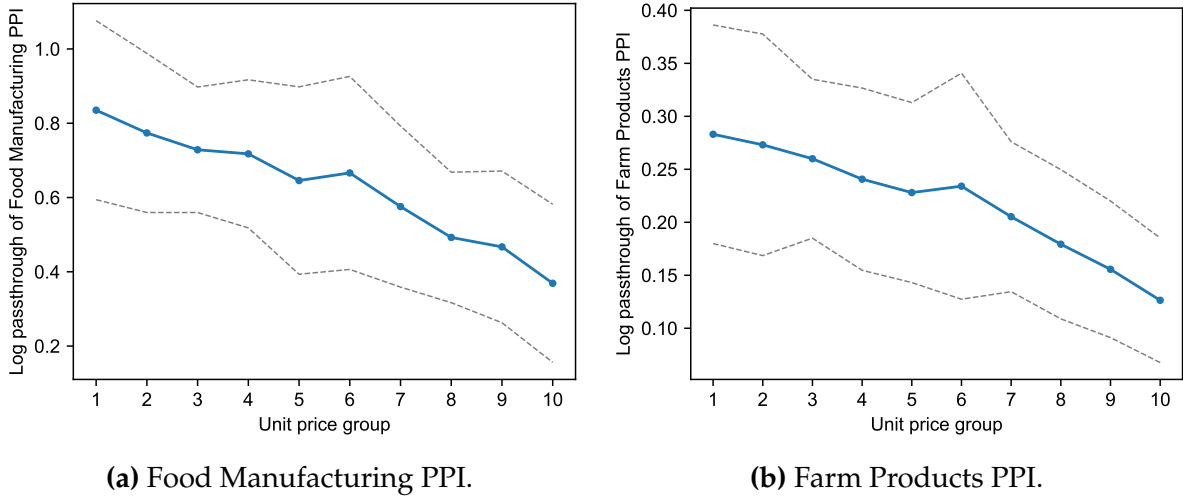 Log passthrough of Food Manufacturing PPI
1.0
0.8
0.6
0.4
0.2
1 2 3 4 5 6 7 8 9 10
Unit price group
(a) Food Manufacturing PPI.
Log passthrough of Farm Products PPI
0.40
0.35
0.30
0.25
0.20
0.15
0.10
1 2 3 4 5 6 7 8 9 10
Unit price group
(b) Farm Products PPI.